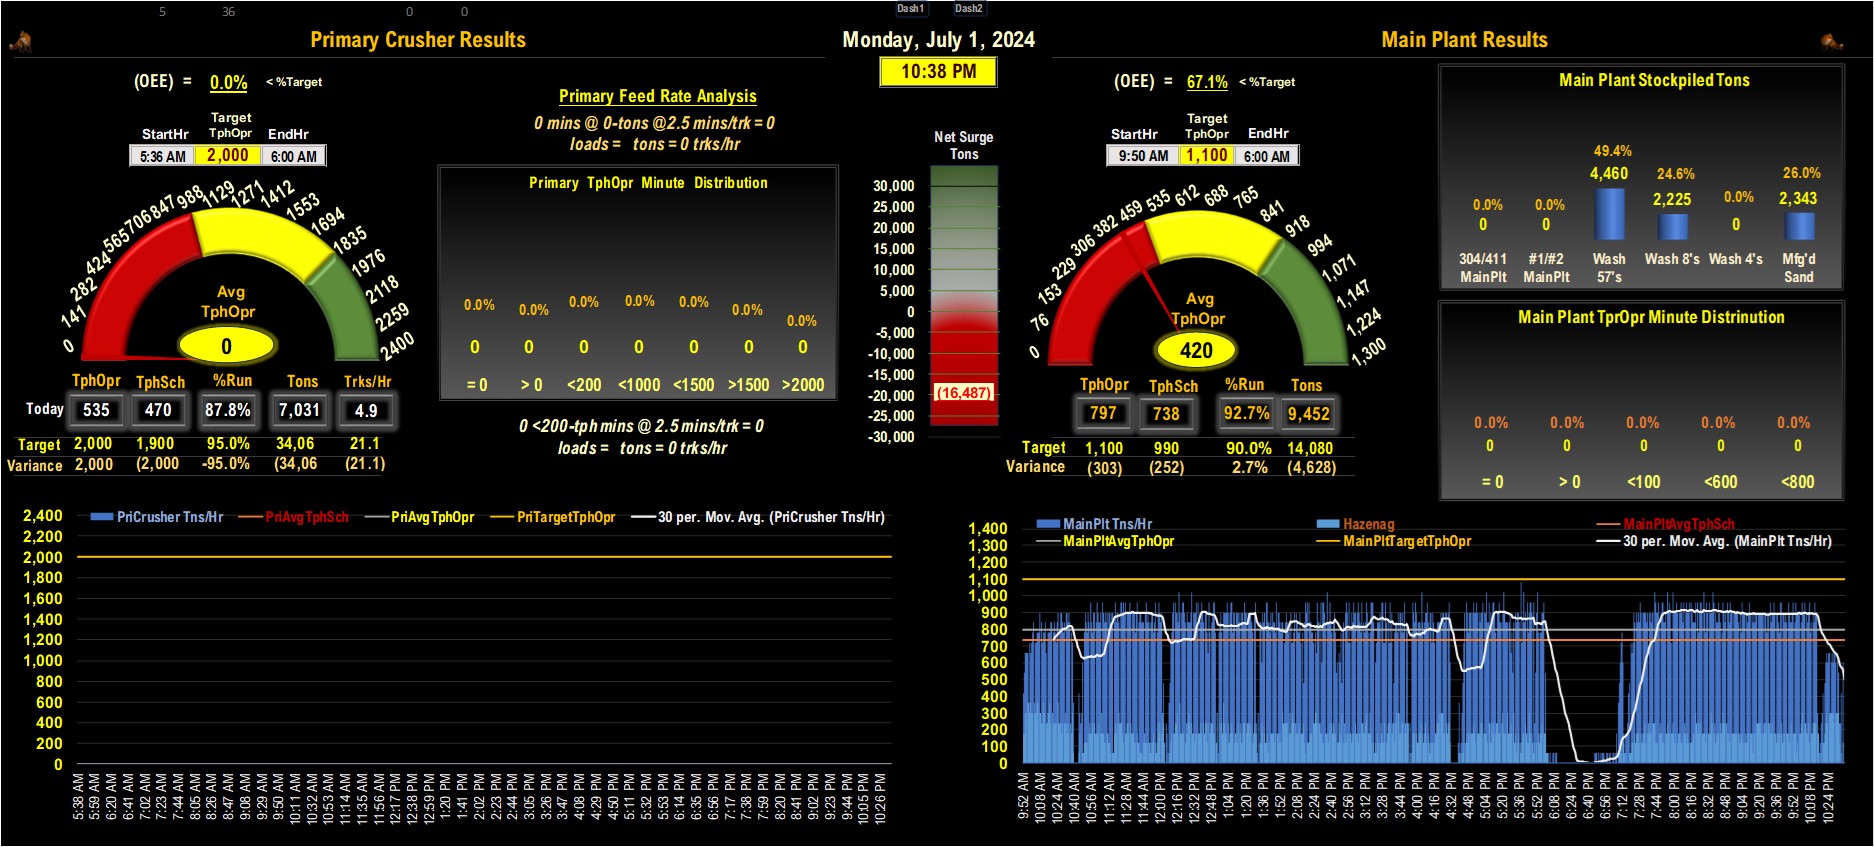 5 36 0 0 Dash1 Dash2
Primary Crusher Results
Monday, July 1, 2024
Main Plant Results
10:38 PM
(OEE) = 0.0% < %Target
Target
StartHr TphOpr EndHr
5:36 AM 2,000 6:00 AM
0 141 282 424 565 706 847 988 1129 1271 1412 1553 1694 1835 1976 2118 2259 2400
Avg
TphOpr
0
TphOpr TphSch %Run Tons Trks/Hr
Today 535 470 87.8% 7,031 4.9
Target 2,000 1,900 95.0% 34,06 21.1
Variance 2,000 (2,000 -95.0% (34,06 (21.1)
Primary Feed Rate Analysis
0 mins @ 0-tons @2.5 mins/trk = 0
loads = tons = 0 trks/hr
Primary TphOpr Minute Distribution
0.0% 0.0% 0.0% 0.0% 0.0% 0.0% 0.0%
0 0 0 0 0 0 0
= 0 > 0 <200 <1000 <1500 >1500 >2000
0 <200-tph mins @ 2.5 mins/trk = 0
loads = tons = 0 trks/hr
Net Surge
Tons
30,000
25,000
20,000
15,000
10,000
5,000
0
-5,000
-10,000
-15,000
-20,000
-25,000
-30,000
(16,487)
(OEE) = 67.1% < %Target
Target
StartHr TphOpr EndHr
9:50 AM 1,100 6:00 AM
0 76 153 229 306 382 459 535 612 688 765 841 918 994 1,071 1,147 1,224 1,300
Avg
TphOpr
420
TphOpr TphSch %Run Tons
797 738 92.7% 9,452
Target 1,100 990 90.0% 14,080
Variance (303) (252) 2.7% (4,628)
Main Plant Stockpiled Tons
0.0% 0.0% 49.4% 24.6% 0.0% 26.0%
0 0 4,460 2,225 0 2,343
304/411 #1/#2 Wash Wash 8's Wash 4's Mfg'd
MainPlt MainPlt 57's Sand
Main Plant TprOpr Minute Distrinution
0.0% 0.0% 0.0% 0.0% 0.0%
0 0 0 0 0
= 0 > 0 <100 <600 <800
PriCrusher Tns/Hr PriAvgTphSch PriAvgTphOpr PriTargetTphOpr 30 per. Mov. Avg. (PriCrusher Tns/Hr)
2,400
2,200
2,000
1,800
1,600
1,400
1,200
1,000
800
600
400
200
0
5:38 AM 5:59 AM 6:20 AM 6:41 AM 7:02 AM 7:23 AM 7:44 AM 8:05 AM 8:26 AM 8:47 AM 9:08 AM 9:29 AM 9:50 AM 10:11 AM 10:32 AM 10:53 AM 11:14 AM 11:35 AM 11:56 AM 12:17 PM 12:38 PM 12:59 PM 1:20 PM 1:41 PM 2:02 PM 2:23 PM 2:44 PM 3:05 PM 3:26 PM 3:47 PM 4:08 PM 4:29 PM 4:50 PM 5:11 PM 5:32 PM 5:53 PM 6:14 PM 6:35 PM 6:56 PM 7:17 PM 7:38 PM 7:59 PM 8:20 PM 8:41 PM 9:02 PM 9:23 PM 9:44 PM 10:05 PM 10:26 PM
MainPlt Tns/Hr Hazenag MainPltAvgTphSch
MainPltAvgTphOpr MainPltTargetTphOpr 30 per. Mov. Avg. (MainPlt Tns/Hr)
1,400
1,300
1,200
1,100
1,000
900
800
700
600
500
400
300
200
100
0
9:52 AM 10:08 AM 10:24 AM 10:40 AM 10:56 AM 11:12 AM 11:28 AM 11:44 AM 12:00 PM 12:16 PM 12:32 PM 12:48 PM 1:04 PM 1:20 PM 1:36 PM 1:52 PM 2:08 PM 2:24 PM 2:40 PM 2:56 PM 3:12 PM 3:28 PM 3:44 PM 4:00 PM 4:16 PM 4:32 PM 4:48 PM 5:04 PM 5:20 PM 5:36 PM 5:52 PM 6:08 PM 6:24 PM 6:40 PM 6:56 PM 7:12 PM 7:28 PM 7:44 PM 8:00 PM 8:16 PM 8:32 PM 8:48 PM 9:04 PM 9:20 PM 9:36 PM 9:52 PM 10:08 PM 10:24 PM